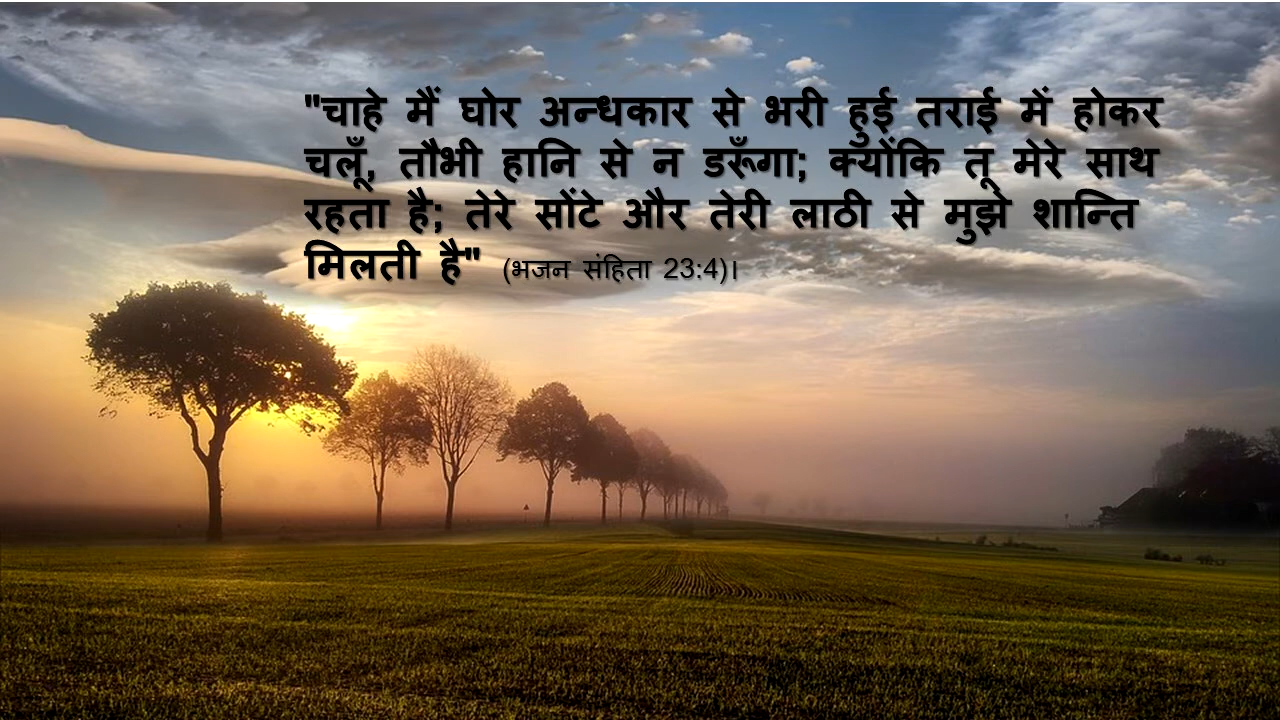 "चाहे मैं घोर अन्धकार से भरी हुई तराई में होकर
चलूँ, तौभी हानि से न डरूँगा; क्योंकि तू मेरे साथ
रहता है; तेरे सोंटे और तेरी लाठी से मुझे शान्ति
मिलती है" (भजन संहिता 23:4)।